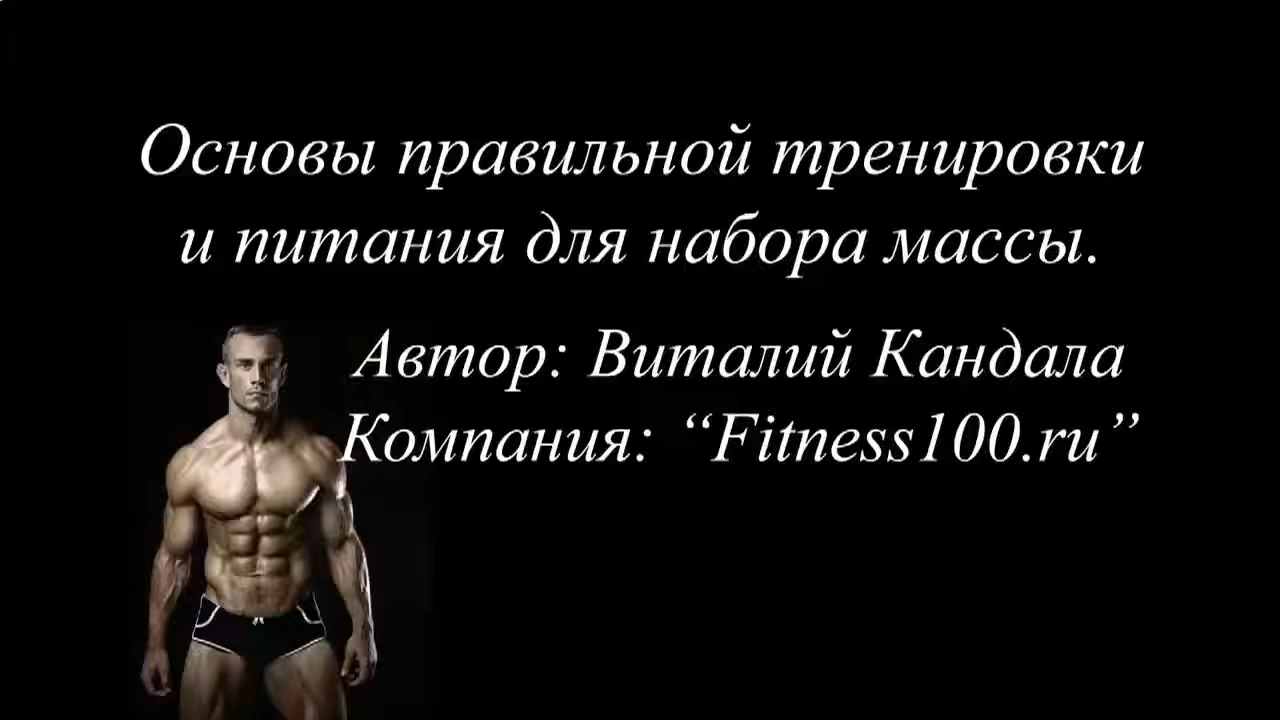 Основы правильной тренировки
и питания для набора массы.
Автор: Виталий Кандала
Компания: “Fitness100.ru”